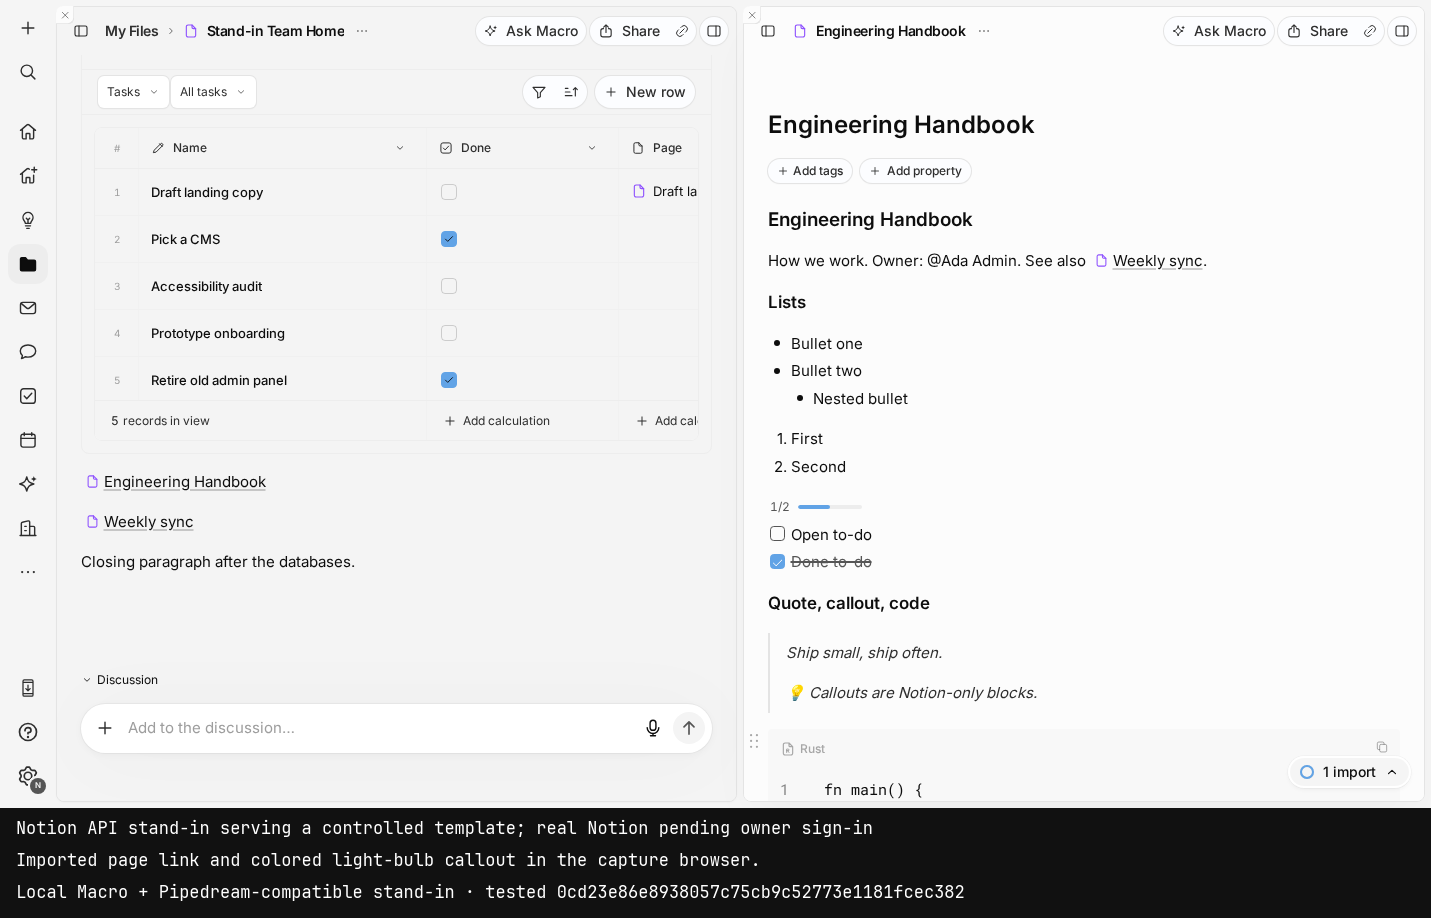 My Files > Stand-in Team Home ...
Ask Macro
Share
Tasks
All tasks
New row
# Name Done Page
1 Draft landing copy Draft la
2 Pick a CMS
3 Accessibility audit
4 Prototype onboarding
5 Retire old admin panel
5 records in view + Add calculation + Add cal
Engineering Handbook
Weekly sync
Closing paragraph after the databases.
Discussion
Add to the discussion...
N
Engineering Handbook ...
Ask Macro
Share
Engineering Handbook
+ Add tags + Add property
Engineering Handbook
How we work. Owner: @Ada Admin. See also Weekly sync.
Lists
• Bullet one
• Bullet two
• Nested bullet
1. First
2. Second
1/2
Open to-do
Done to-do
Quote, callout, code
Ship small, ship often.
💡 Callouts are Notion-only blocks.
Rust
1 fn main() {
1 import
Notion API stand-in serving a controlled template; real Notion pending owner sign-in
Imported page link and colored light-bulb callout in the capture browser.
Local Macro + Pipedream-compatible stand-in · tested 0cd23e86e8938057c75cb9c52773e1181fcec382